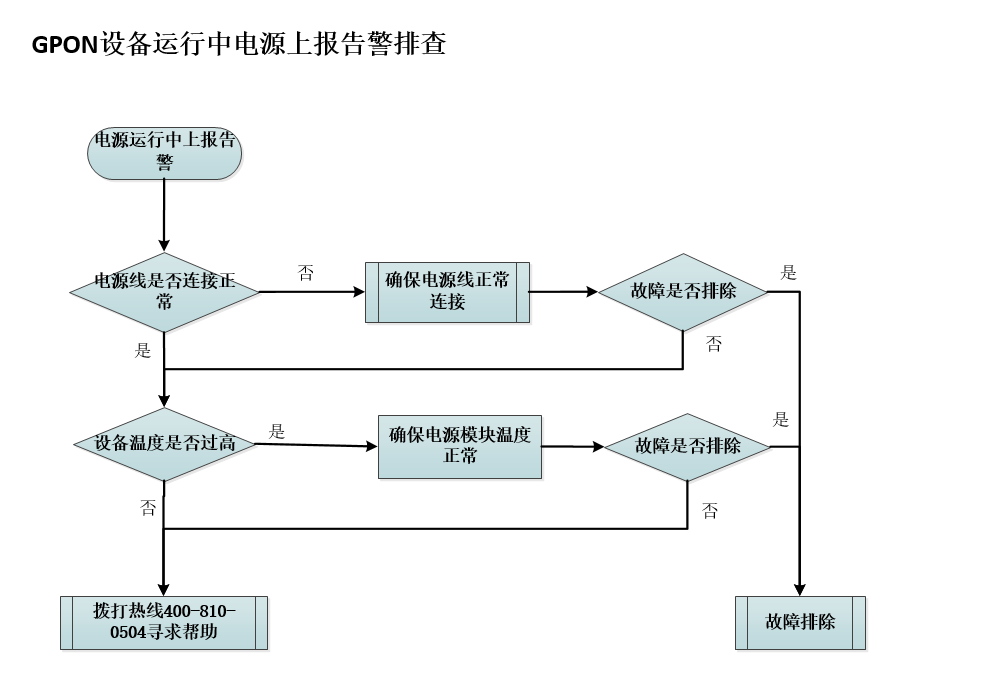 GPON设备运行中电源上报告警排查
电源运行中上报告
警
电源线是否连接正
常
否
确保电源线正常
连接
故障是否排除
是
是
否
设备温度是否过高
是
确保电源模块温度
正常
故障是否排除
是
否
否
拨打热线400-810-
0504寻求帮助
故障排除